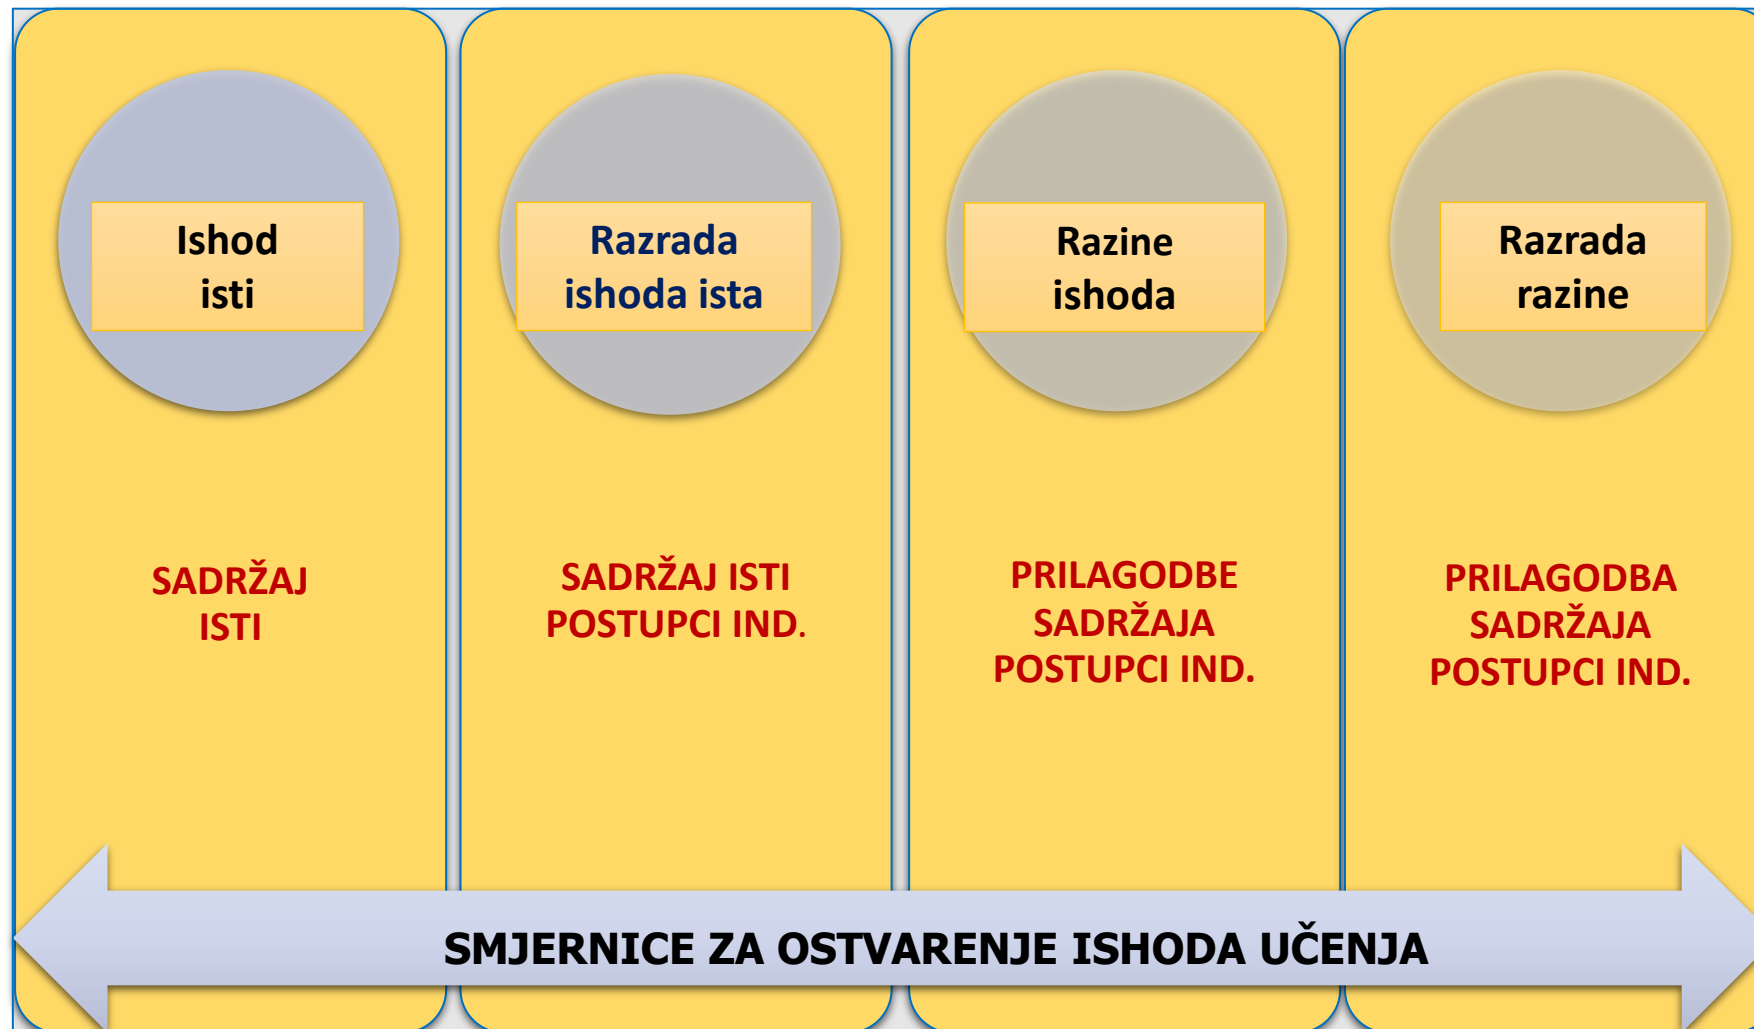 Ishod
isti
Razrada
ishoda ista
Razine
ishoda
Razrada
razine
SADRŽAJ
ISTI
SADRŽAJ ISTI
POSTUPCI IND.
PRILAGODBE
SADRŽAJA
POSTUPCI IND.
PRILAGODBA
SADRŽAJA
POSTUPCI IND.
SMJERNICE ZA OSTVARENJE ISHODA UČENJA